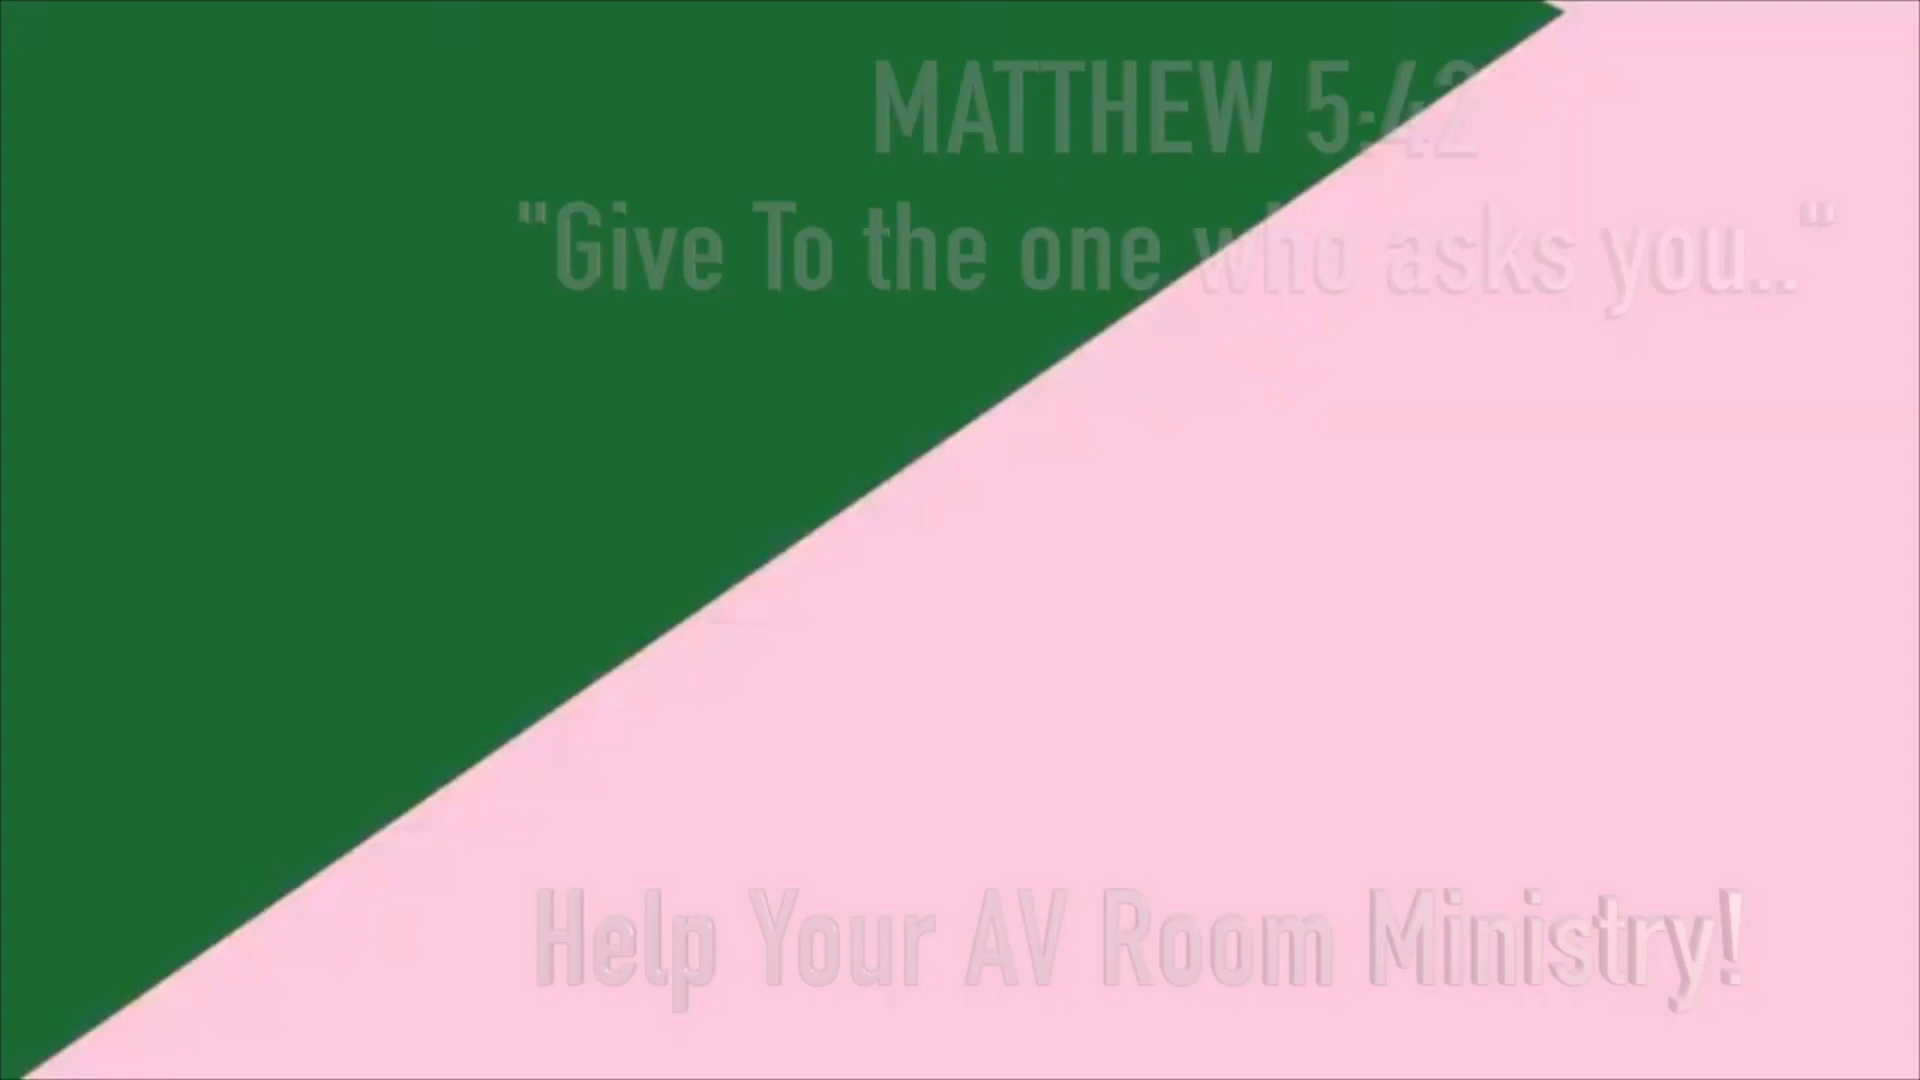 MATTHEW 5:42
"Give To the one who asks you.."
Help Your AV Room Ministry!